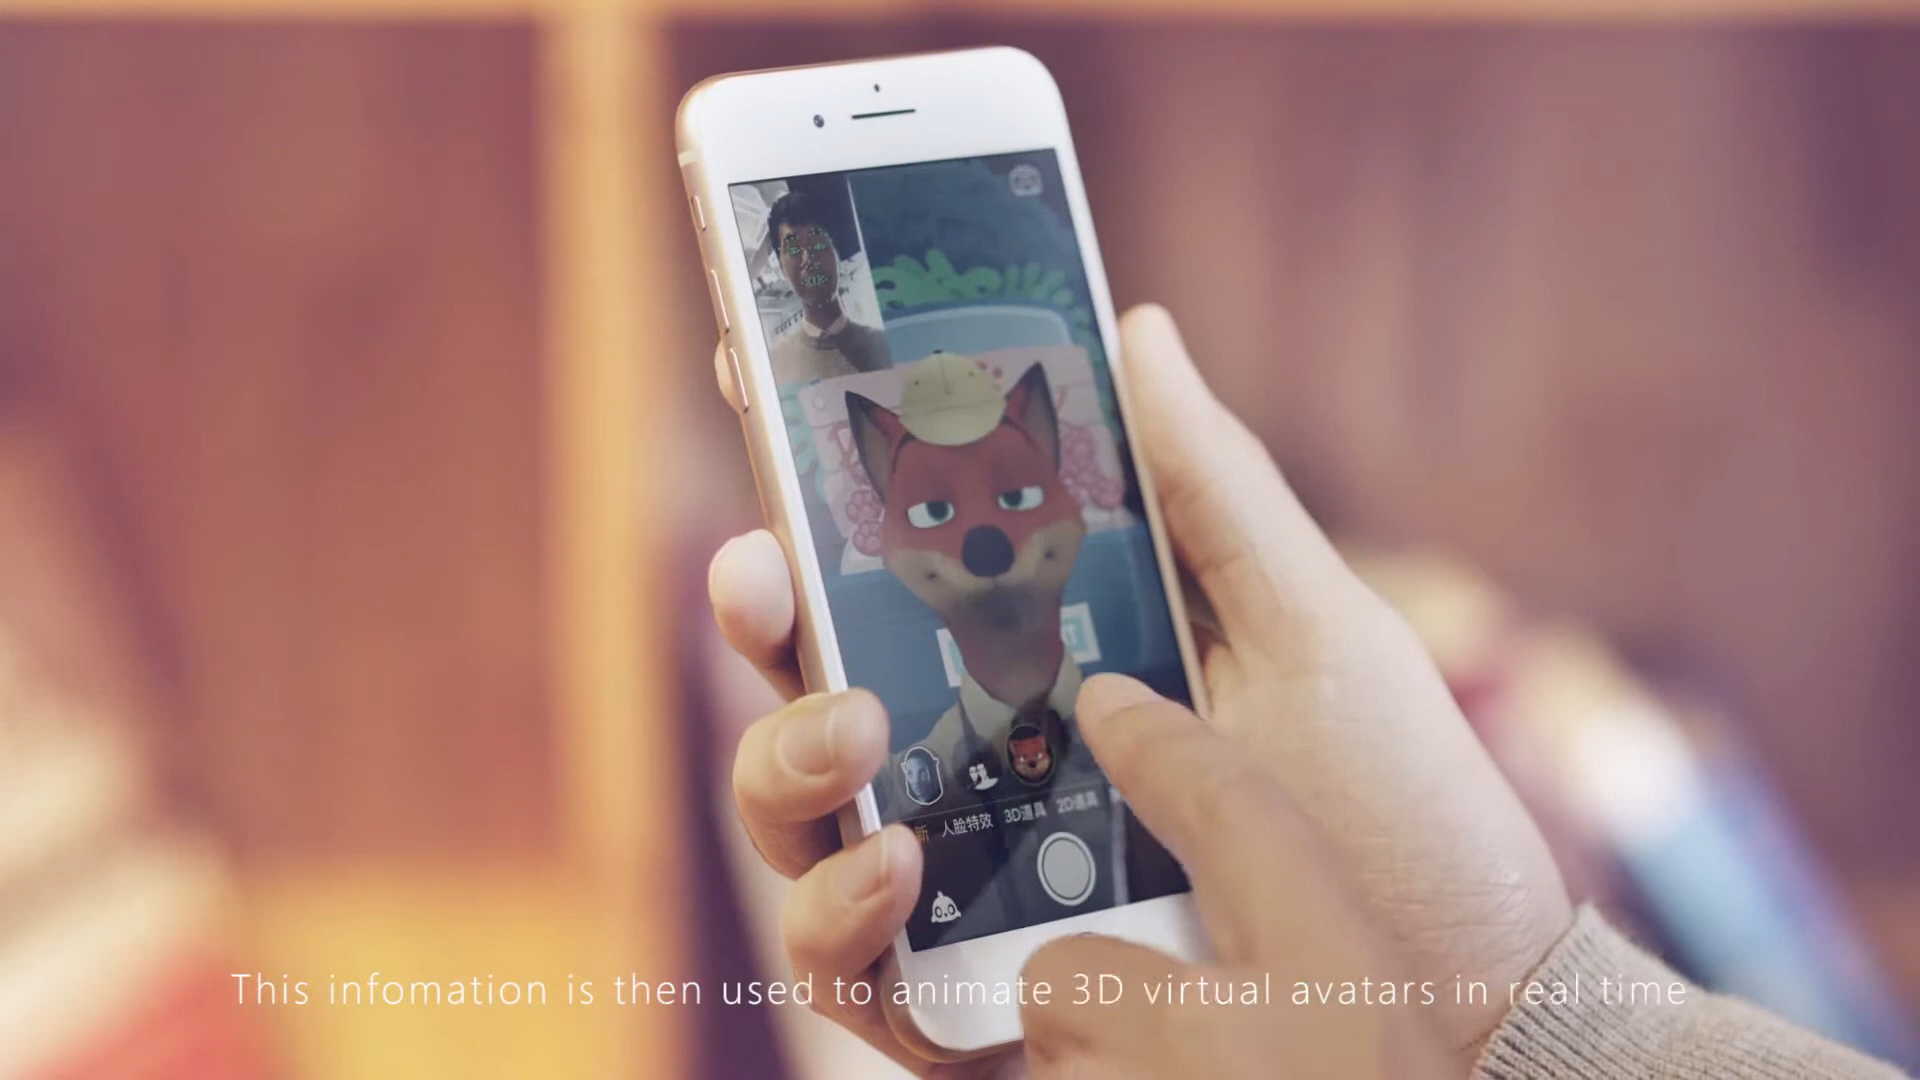 新 人脸特效 3D道具 2D道具
This infomation is then used to animate 3D virtual avatars in real time